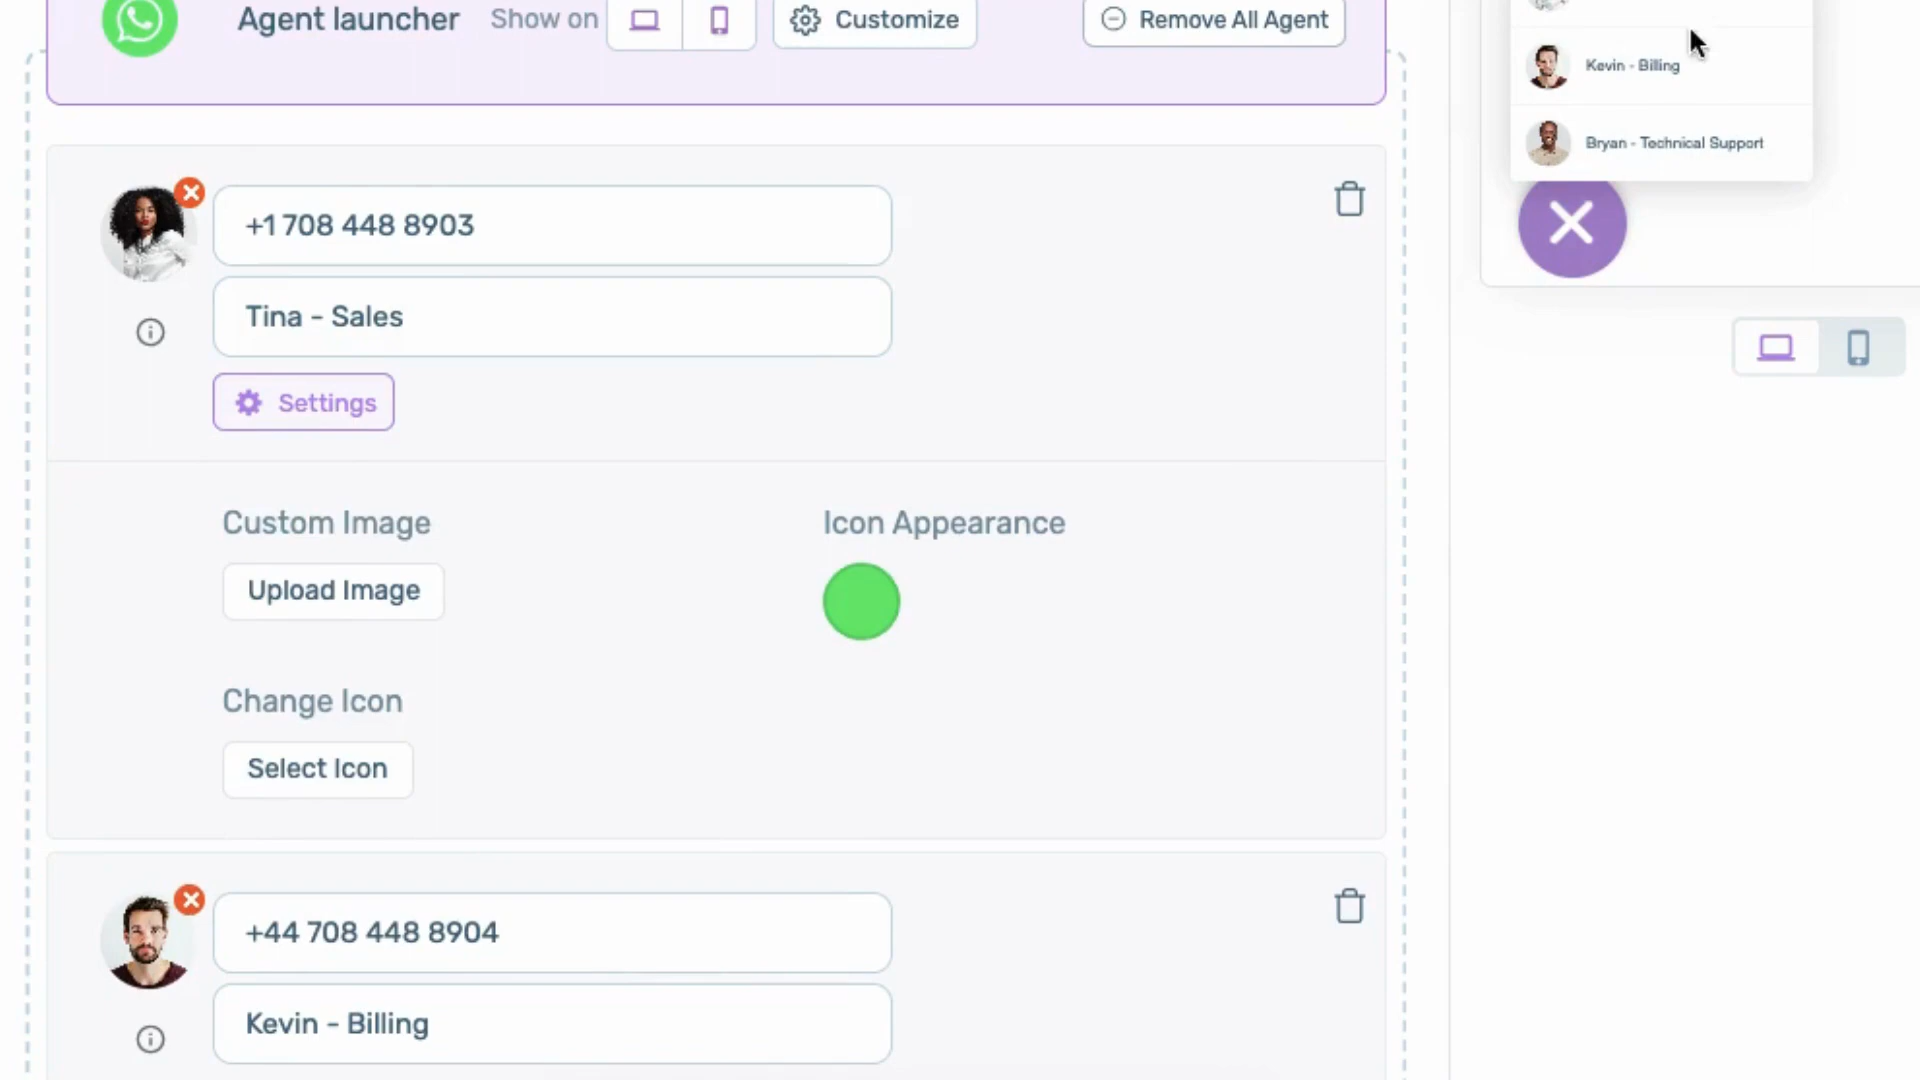 Agent launcher
Show on
Customize
Remove All Agent
Kevin - Billing
Bryan - Technical Support
+1 708 448 8903
Tina - Sales
Settings
Custom Image
Icon Appearance
Upload Image
Change Icon
Select Icon
+44 708 448 8904
Kevin - Billing